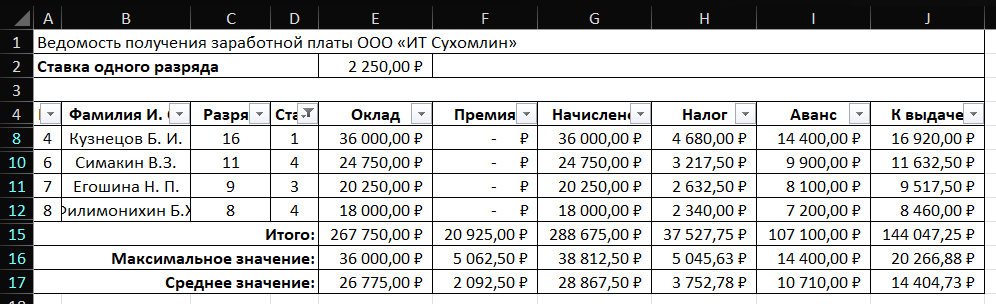 A B C D E F G H I J
1 Ведомость получения заработной платы ООО «ИТ Сухомлин»
2 Ставка одного разряда 2 250,00 ₽
3
4 Фамилия И. Разря Ста Оклад Премия Начислено Налог Аванс К выдаче
8 4 Кузнецов Б. И. 16 1 36 000,00 ₽ - ₽ 36 000,00 ₽ 4 680,00 ₽ 14 400,00 ₽ 16 920,00 ₽
10 6 Симакин В.З. 11 4 24 750,00 ₽ - ₽ 24 750,00 ₽ 3 217,50 ₽ 9 900,00 ₽ 11 632,50 ₽
11 7 Егошина Н. П. 9 3 20 250,00 ₽ - ₽ 20 250,00 ₽ 2 632,50 ₽ 8 100,00 ₽ 9 517,50 ₽
12 8 Филимонихин Б.Х 8 4 18 000,00 ₽ - ₽ 18 000,00 ₽ 2 340,00 ₽ 7 200,00 ₽ 8 460,00 ₽
15 Итого: 267 750,00 ₽ 20 925,00 ₽ 288 675,00 ₽ 37 527,75 ₽ 107 100,00 ₽ 144 047,25 ₽
16 Максимальное значение: 36 000,00 ₽ 5 062,50 ₽ 38 812,50 ₽ 5 045,63 ₽ 14 400,00 ₽ 20 266,88 ₽
17 Среднее значение: 26 775,00 ₽ 2 092,50 ₽ 28 867,50 ₽ 3 752,78 ₽ 10 710,00 ₽ 14 404,73 ₽